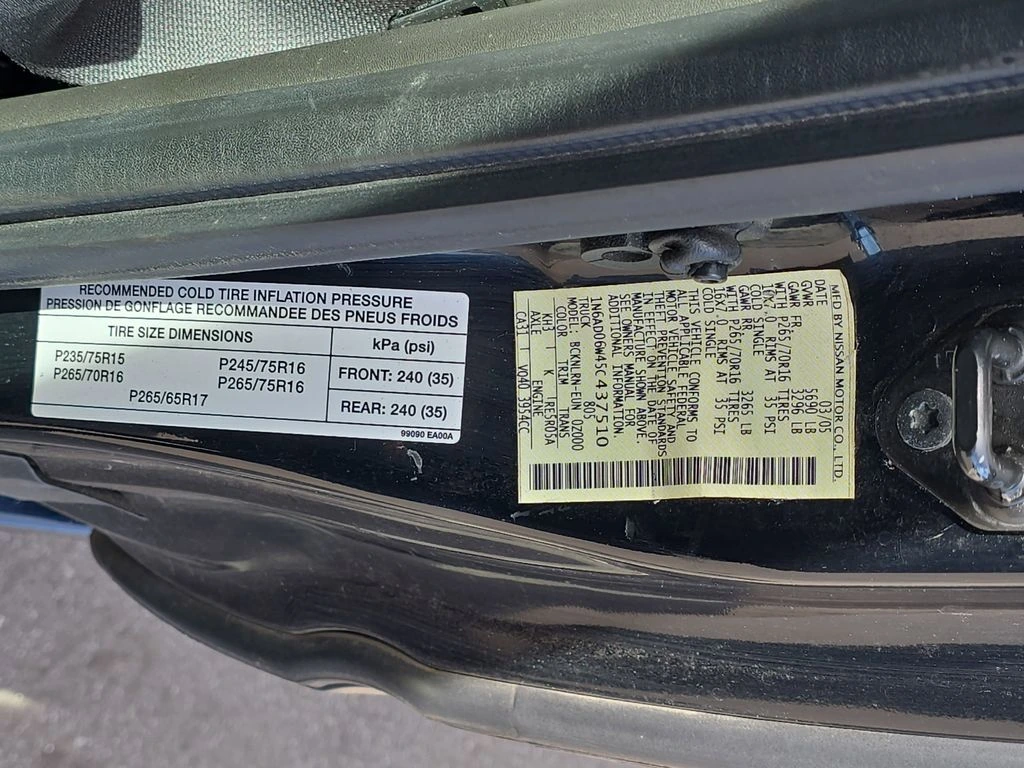 RECOMMENDED COLD TIRE INFLATION PRESSURE
PRESSION DE GONFLAGE RECOMMANDEE DES PNEUS FROIDS
TIRE SIZE DIMENSIONS kPa (psi)
P235/75R15 P245/75R16
P265/70R16 P265/75R16
P265/65R17
FRONT: 240 (35)
REAR: 240 (35)
99090 EA00A
MFD BY NISSAN MOTOR CO., LTD.
DATE 03/05
GVWR 5690 LB
GAWR FR. 3296 LB
WITH P265/70R16 TIRES
RIMS AT 35 PSI
COLD SINGLE
GAWR RR 3265 LB
WITH P265/70R16 TIRES
16X7.0 RIMS AT 35 PSI
COLD SINGLE
THIS VEHICLE CONFORMS TO
ALL APPLICABLE FEDERAL
MOTOR VEHICLE SAFETY AND
THEFT PREVENTION STANDARDS
IN EFFECT ON THE DATE OF
MANUFACTURE SHOWN ABOVE.
SEE OWNERS MANUAL FOR
ADDITIONAL INFORMATION.
1N6AD06W45C437510
TRUCK 805
MODEL BCKNLRN-EUN 02000
COLOR TRIM TRANS
KH3 K RE5R05A
AXLE ENGINE
CA31 VQ40 3954CC